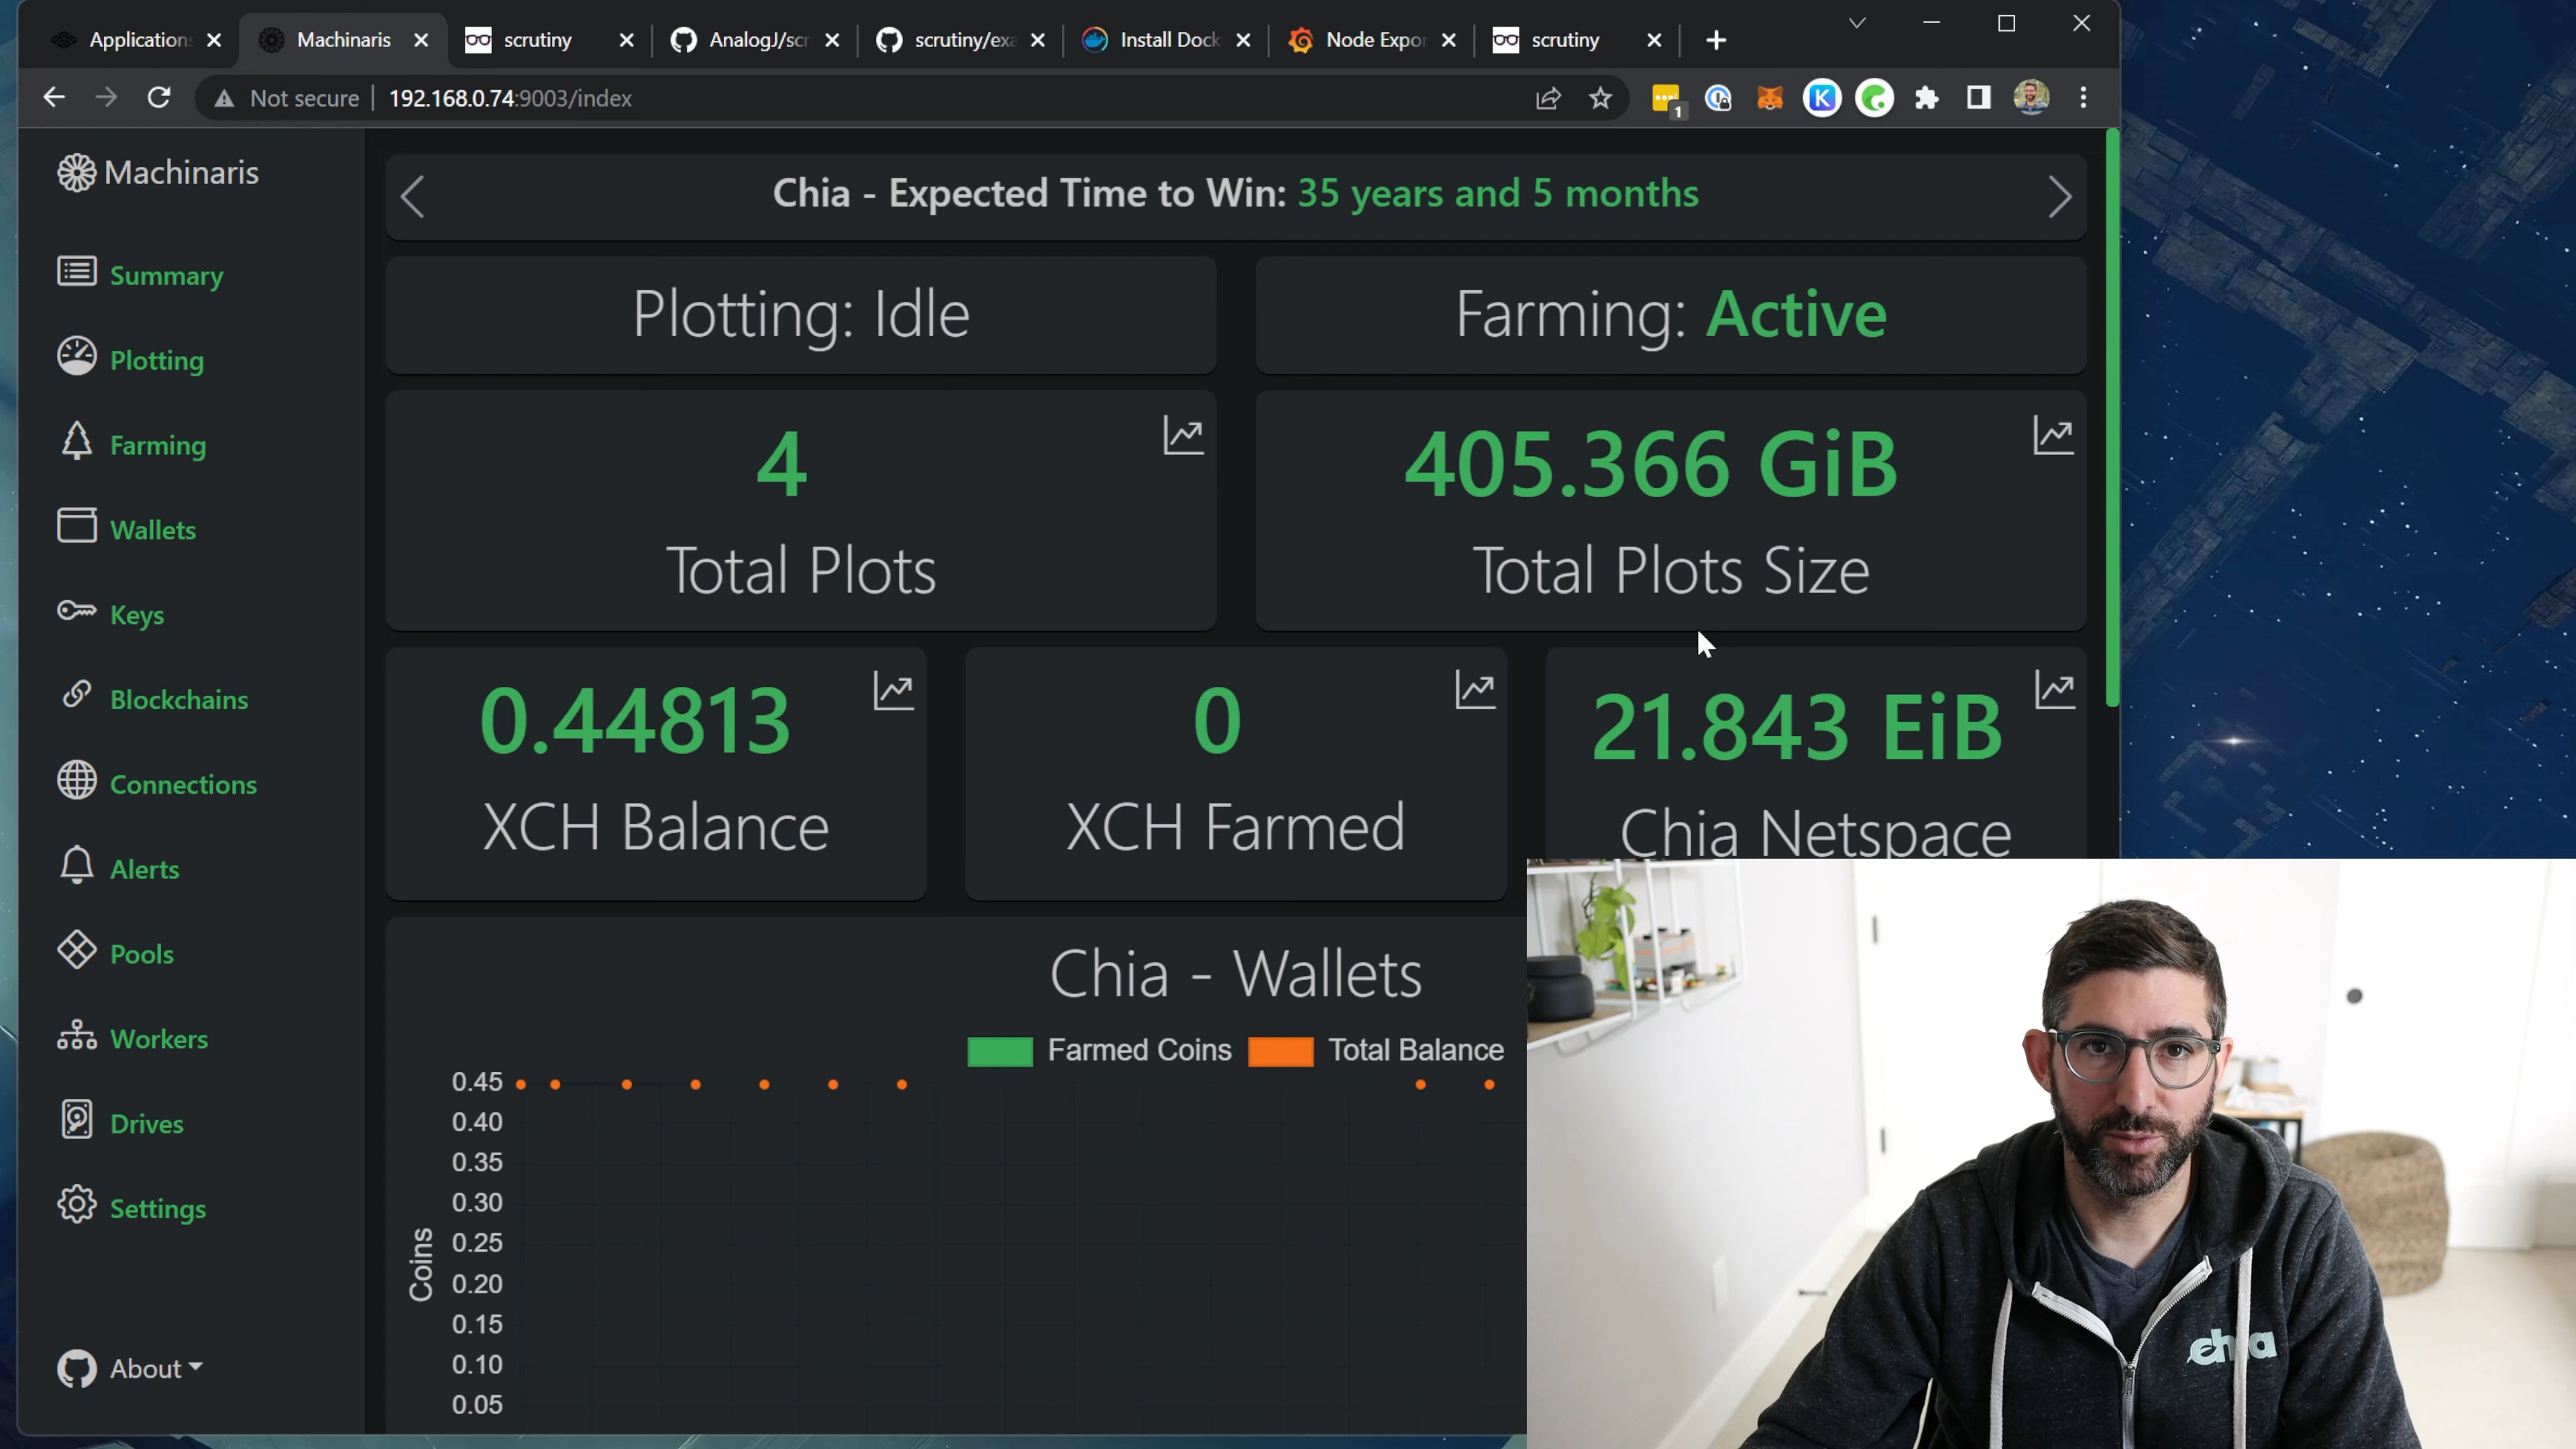 Applications
Machinaris
scrutiny
AnalogJ/scr
scrutiny/exa
Install Dock
Node Expor
scrutiny
Not secure
192.168.0.74:9003/index
1
Machinaris
Summary
Plotting
Farming
Wallets
Keys
Blockchains
Connections
Alerts
Pools
Workers
Drives
Settings
About
Chia - Expected Time to Win: 35 years and 5 months
Plotting: Idle
Farming: Active
4
Total Plots
405.366 GiB
Total Plots Size
0.44813
XCH Balance
0
XCH Farmed
21.843 EiB
Chia Netspace
Chia - Wallets
Farmed Coins
Total Balance
Coins
0.45
0.40
0.35
0.30
0.25
0.20
0.15
0.10
0.05
K
chia